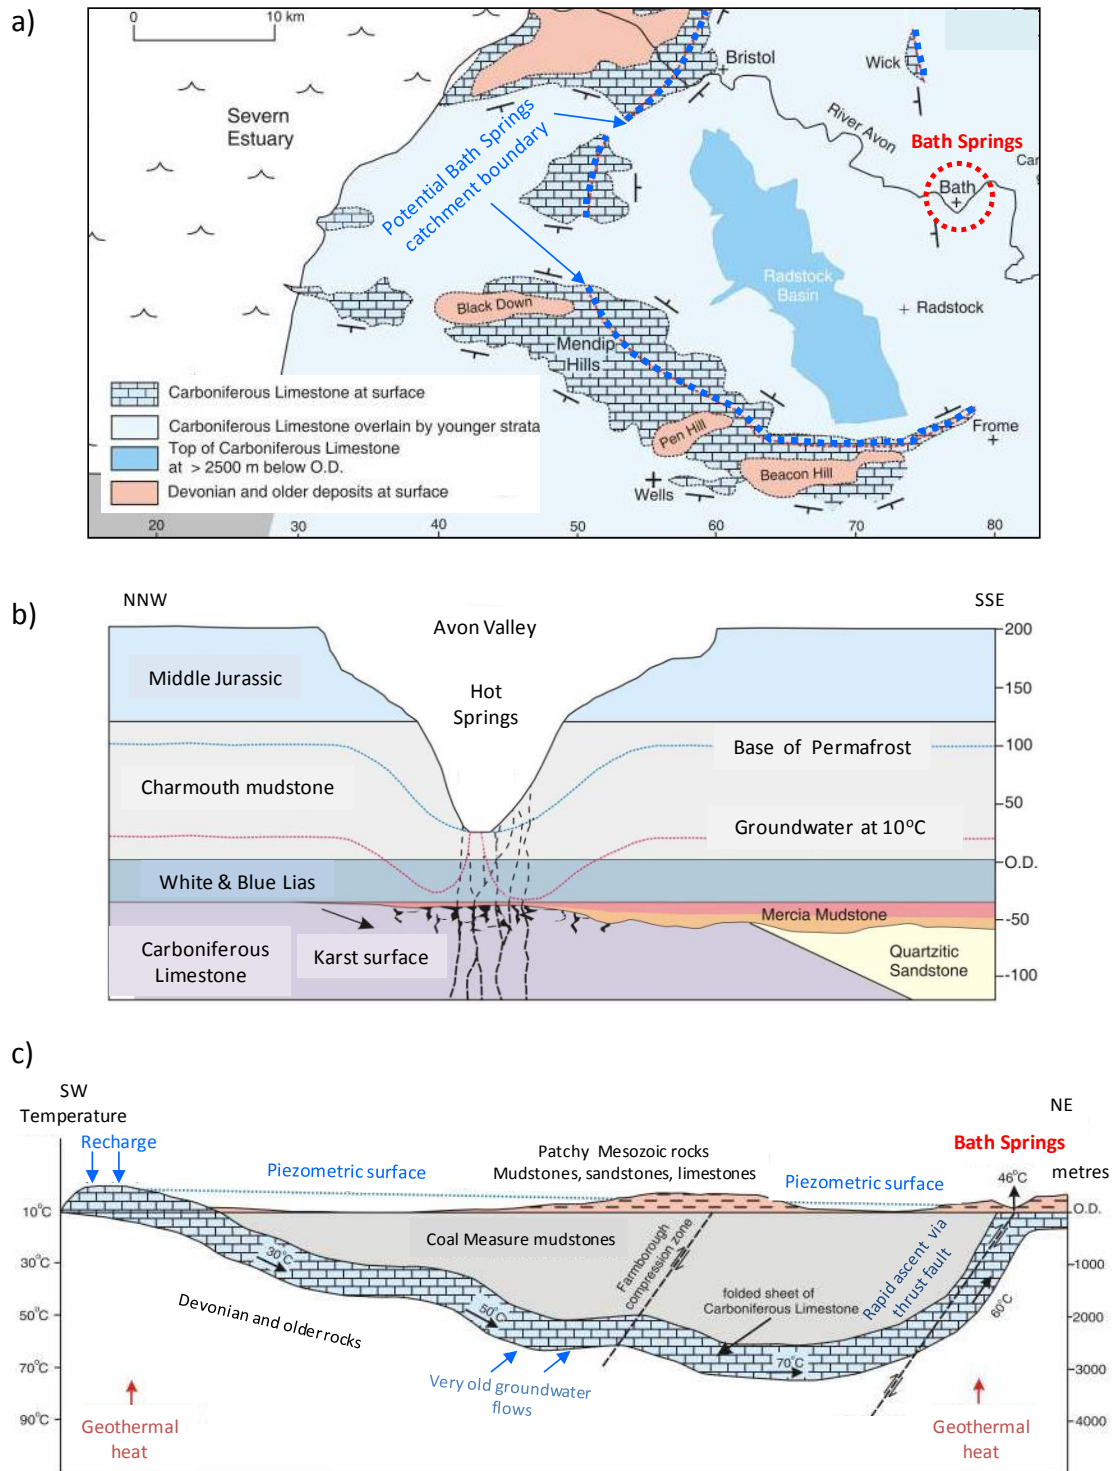 a)
0 10 km
Severn
Estuary
Bristol
Wick
River Avon
Bath Springs
Bath
Potential Bath Springs
catchment boundary
Radstock
Basin
Radstock
Black Down
Mendip
Hills
Pen Hill
Beacon Hill
Wells
Frome
Carboniferous Limestone at surface
Carboniferous Limestone overlain by younger strata
Top of Carboniferous Limestone
at > 2500 m below O.D.
Devonian and older deposits at surface
20 30 40 50 60 70 80
b)
NNW
SSE
Avon Valley
Hot
Springs
Middle Jurassic
Base of Permafrost
Charmouth mudstone
Groundwater at 10°C
White & Blue Lias
Mercia Mudstone
Carboniferous
Limestone
Karst surface
Quartzitic
Sandstone
200
150
100
50
O.D.
-50
-100
c)
SW
NE
Temperature
Recharge
Piezometric surface
Patchy Mesozoic rocks
Mudstones, sandstones, limestones
Piezometric surface
Bath Springs
46°C
metres
10°C
30°C
50°C
70°C
90°C
O.D.
-1000
-2000
-3000
-4000
Coal Measure mudstones
Farmborough
compression zone
Rapid ascent via
thrust fault
folded sheet of
Carboniferous Limestone
30°C
50°C
70°C
60°C
Devonian and older rocks
Very old groundwater
flows
Geothermal
heat
Geothermal
heat